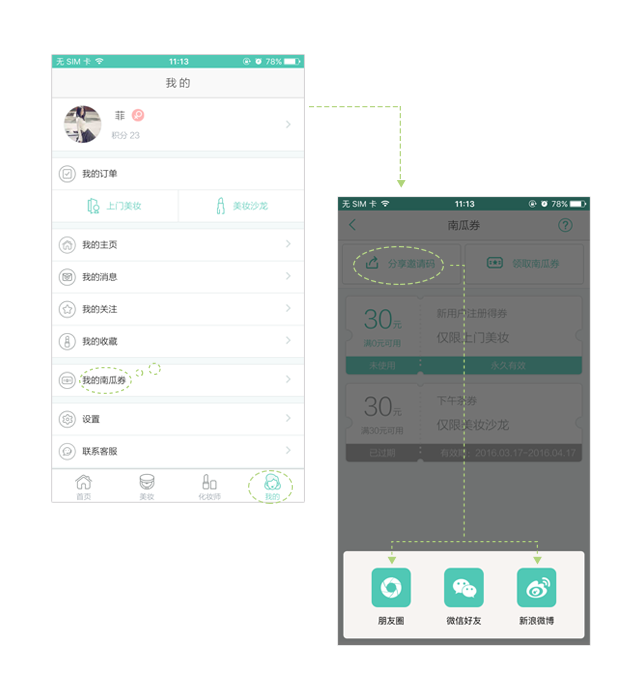 无 SIM 卡 11:13 78%
我的
菲
积分 23
我的订单
上门美妆 美妆沙龙
我的主页
我的消息
我的关注
我的收藏
我的南瓜券
设置
联系客服
首页 美妆 化妆师 我的
无 SIM 卡 11:13 78%
南瓜券 ?
分享邀请码 领取南瓜券
30元 新用户注册得券
满0元可用 仅限上门美妆
未使用 永久有效
30元 下午茶券
满30元可用 仅限美妆沙龙
已过期 有效期：2016.03.17-2016.04.17
朋友圈 微信好友 新浪微博